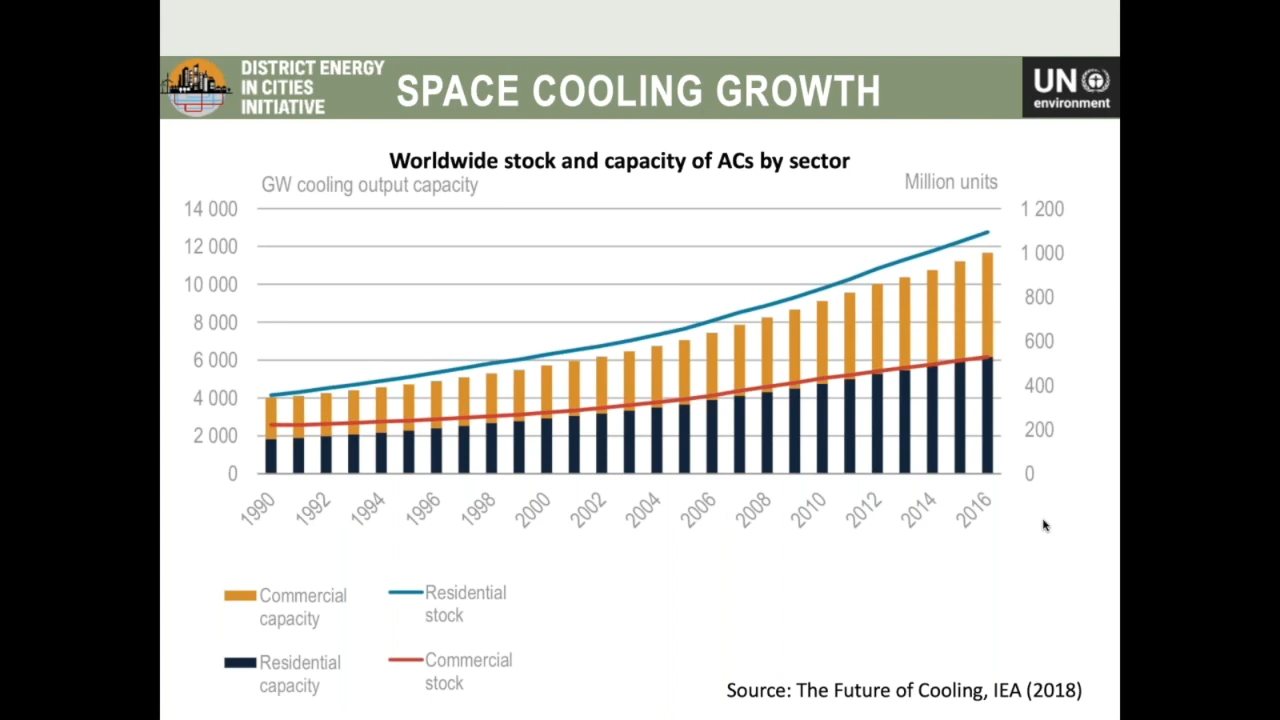 DISTRICT ENERGY
IN CITIES
INITIATIVE
SPACE COOLING GROWTH
UN
environment
Worldwide stock and capacity of ACs by sector
GW cooling output capacity
Million units
14 000
12 000
10 000
8 000
6 000
4 000
2 000
0
1 200
1 000
800
600
400
200
0
1990
1992
1994
1996
1998
2000
2002
2004
2006
2008
2010
2012
2014
2016
Commercial
capacity
Residential
stock
Residential
capacity
Commercial
stock
Source: The Future of Cooling, IEA (2018)